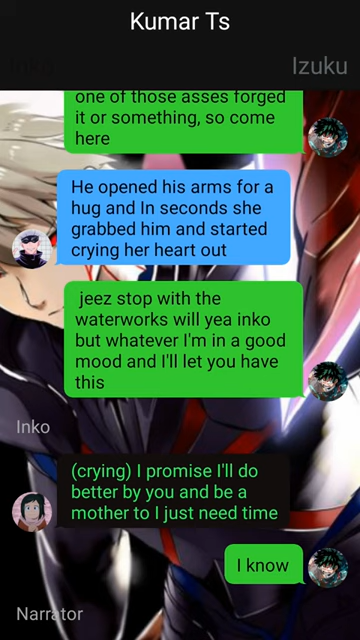 Kumar Ts
Inko
Izuku
one of those asses forged
it or something, so come
here
He opened his arms for a
hug and In seconds she
grabbed him and started
crying her heart out
jeez stop with the
waterworks will yea inko
but whatever I'm in a good
mood and I'll let you have
this
Inko
(crying) I promise I'll do
better by you and be a
mother to I just need time
I know
Narrator